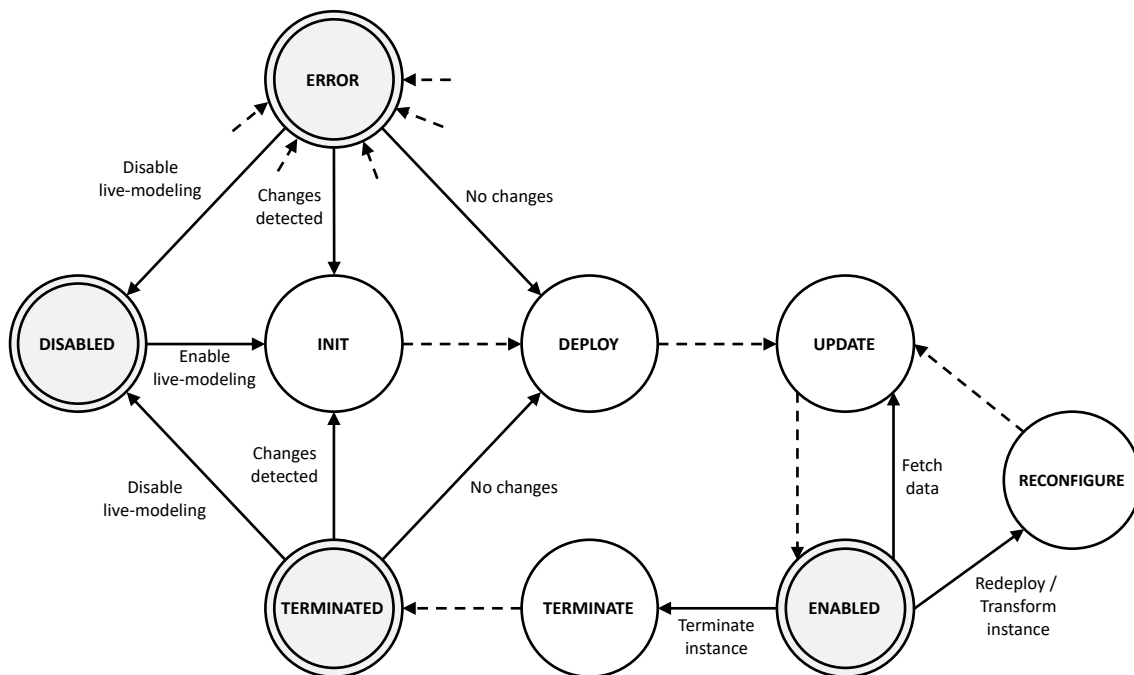 ERROR
Disable
live-modeling
Changes
detected
No changes
DISABLED
Enable
live-modeling
INIT
DEPLOY
UPDATE
Disable
live-modeling
Changes
detected
No changes
Fetch
data
RECONFIGURE
TERMINATED
TERMINATE
Terminate
instance
ENABLED
Redeploy /
Transform
instance